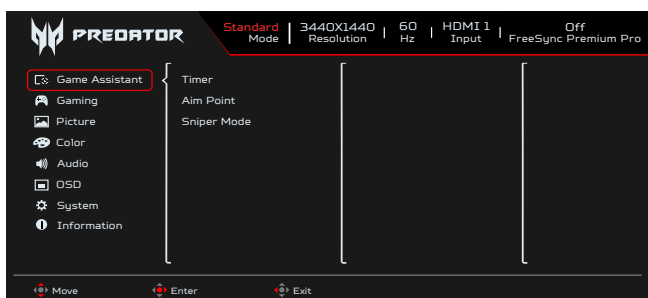 PREDATOR
Standard Mode
3440X1440 Resolution
60 Hz
HDMI 1 Input
Off FreeSync Premium Pro
Game Assistant
Gaming
Picture
Color
Audio
OSD
System
Information
Timer
Aim Point
Sniper Mode
Move
Enter
Exit